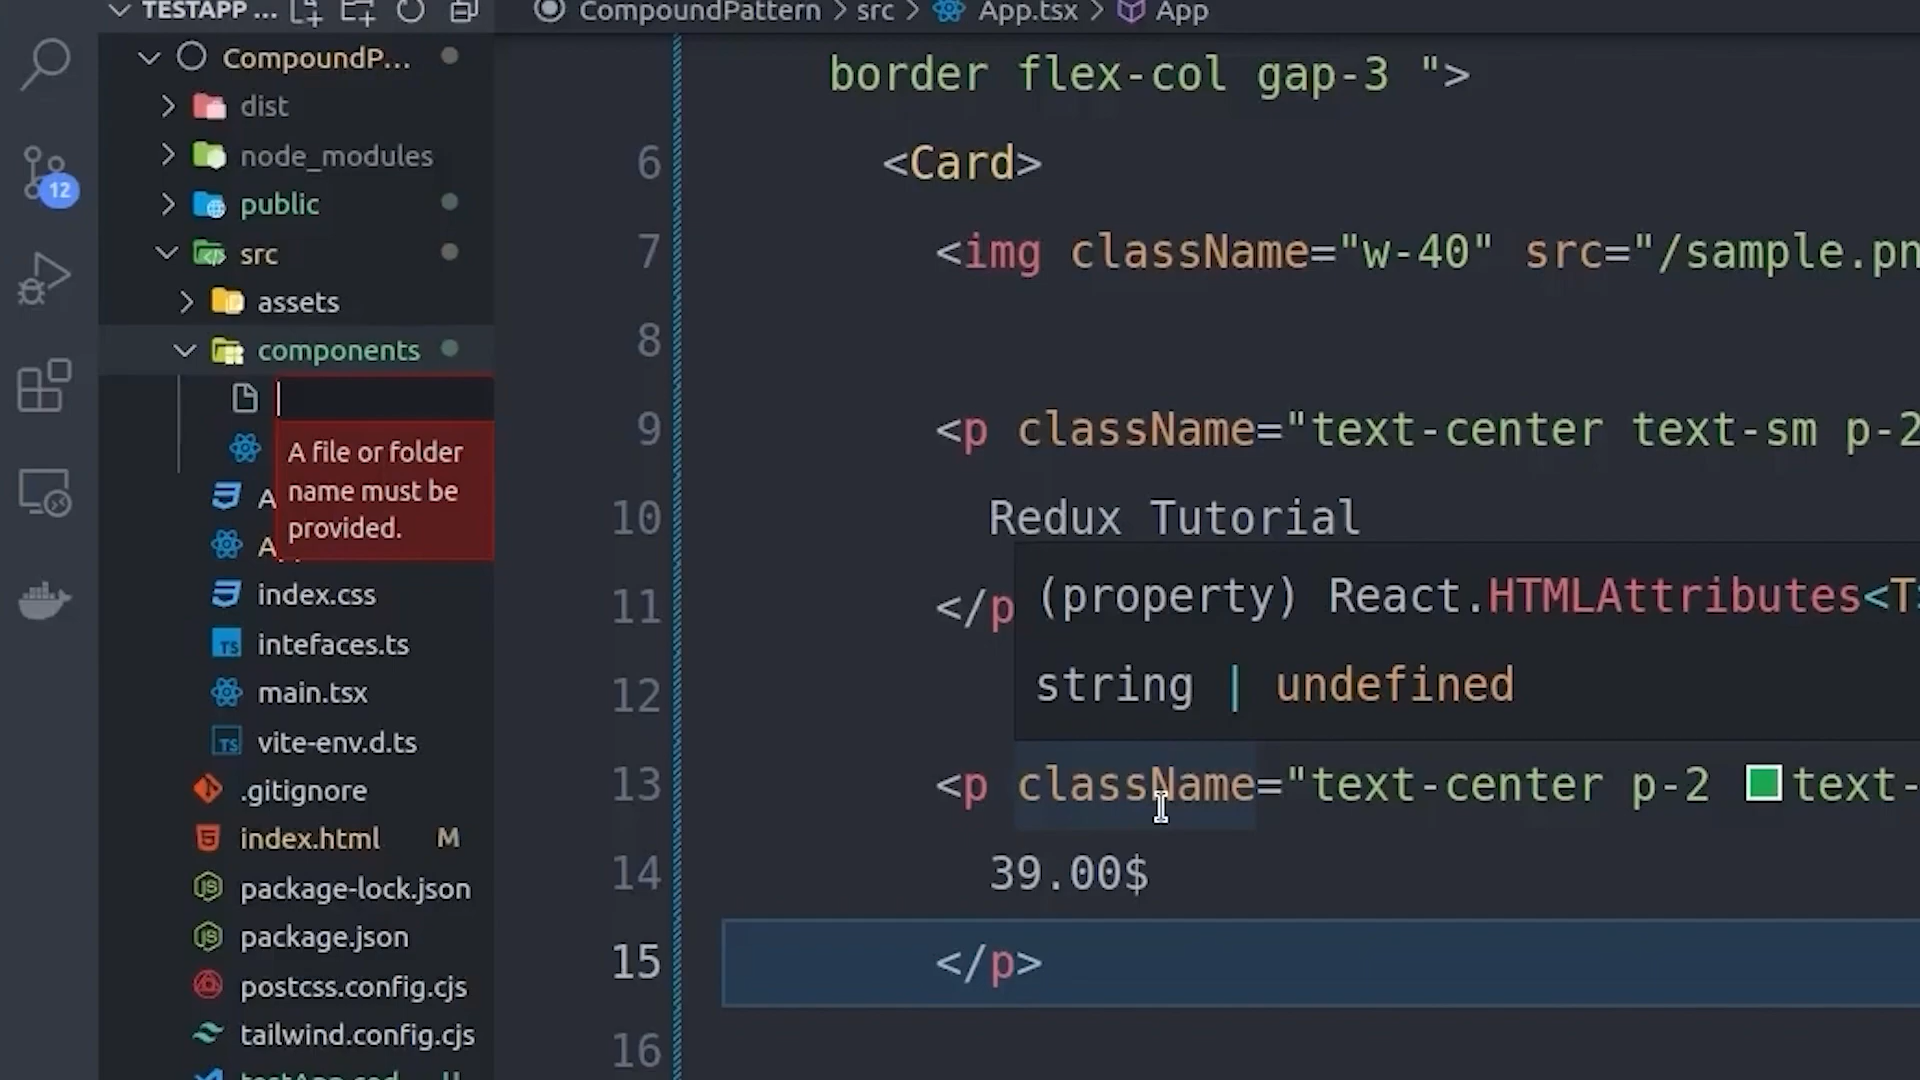 TESTAPP ...
CompoundPattern > src > App.tsx > App
CompoundP...
dist
node_modules
public
src
assets
components
A file or folder
name must be
provided.
A
A
index.css
intefaces.ts
main.tsx
vite-env.d.ts
.gitignore
index.html M
package-lock.json
package.json
postcss.config.cjs
tailwind.config.cjs
12
border flex-col gap-3 ">
6 <Card>
7 <img className="w-40" src="/sample.pn
8
9 <p className="text-center text-sm p-2
10 Redux Tutorial
11 </p
(property) React.HTMLAttributes<T
string | undefined
12
13 <p className="text-center p-2 text-
14 39.00$
15 </p>
16